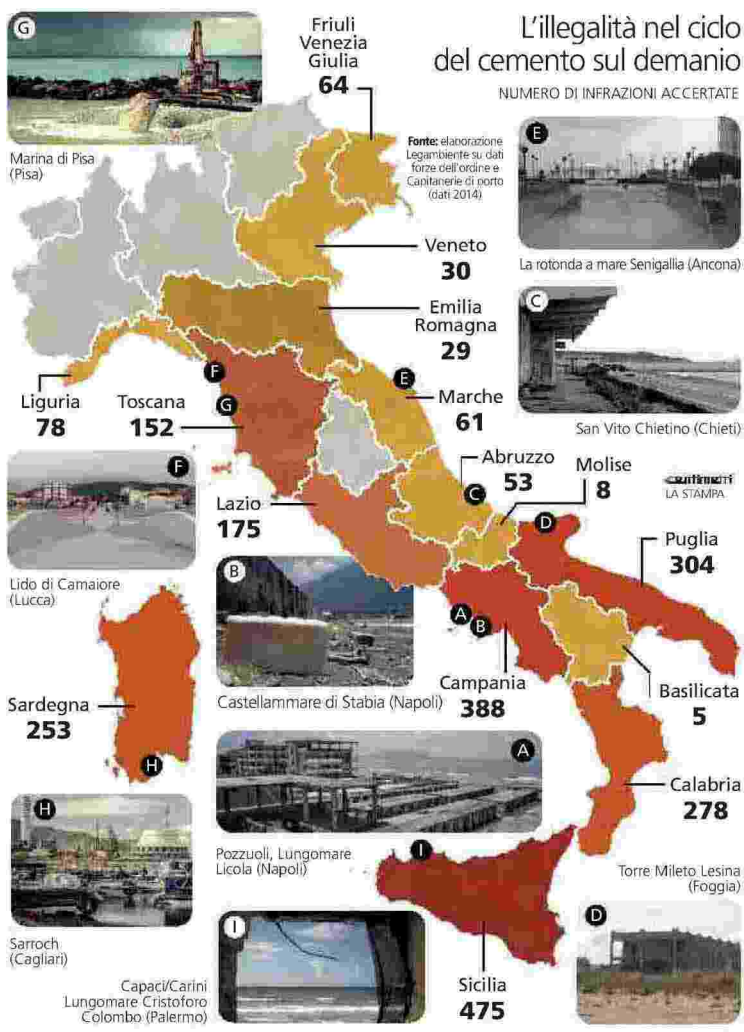 L'illegalità nel ciclo
del cemento sul demanio
NUMERO DI INFRAZIONI ACCERTATE
Fonte: elaborazione
Legambiente su dati
forze dell'ordine e
Capitanerie di porto
(dati 2014)
G
Marina di Pisa
(Pisa)
Friuli
Venezia
Giulia
64
E
La rotonda a mare Senigallia (Ancona)
Veneto
30
Emilia
Romagna
29
C
San Vito Chietino (Chieti)
Liguria
78
Toscana
152
F
G
E
Marche
61
Abruzzo
53
C
Molise
8
D
centimetri
LA STAMPA
F
Lido di Camaiore
(Lucca)
Lazio
175
Puglia
304
B
Castellammare di Stabia (Napoli)
A
B
Campania
388
Basilicata
5
Sardegna
253
H
Calabria
278
A
Pozzuoli, Lungomare
Licola (Napoli)
H
Sarroch
(Cagliari)
I
Sicilia
475
Torre Mileto Lesina
(Foggia)
D
I
Capaci/Carini
Lungomare Cristoforo
Colombo (Palermo)